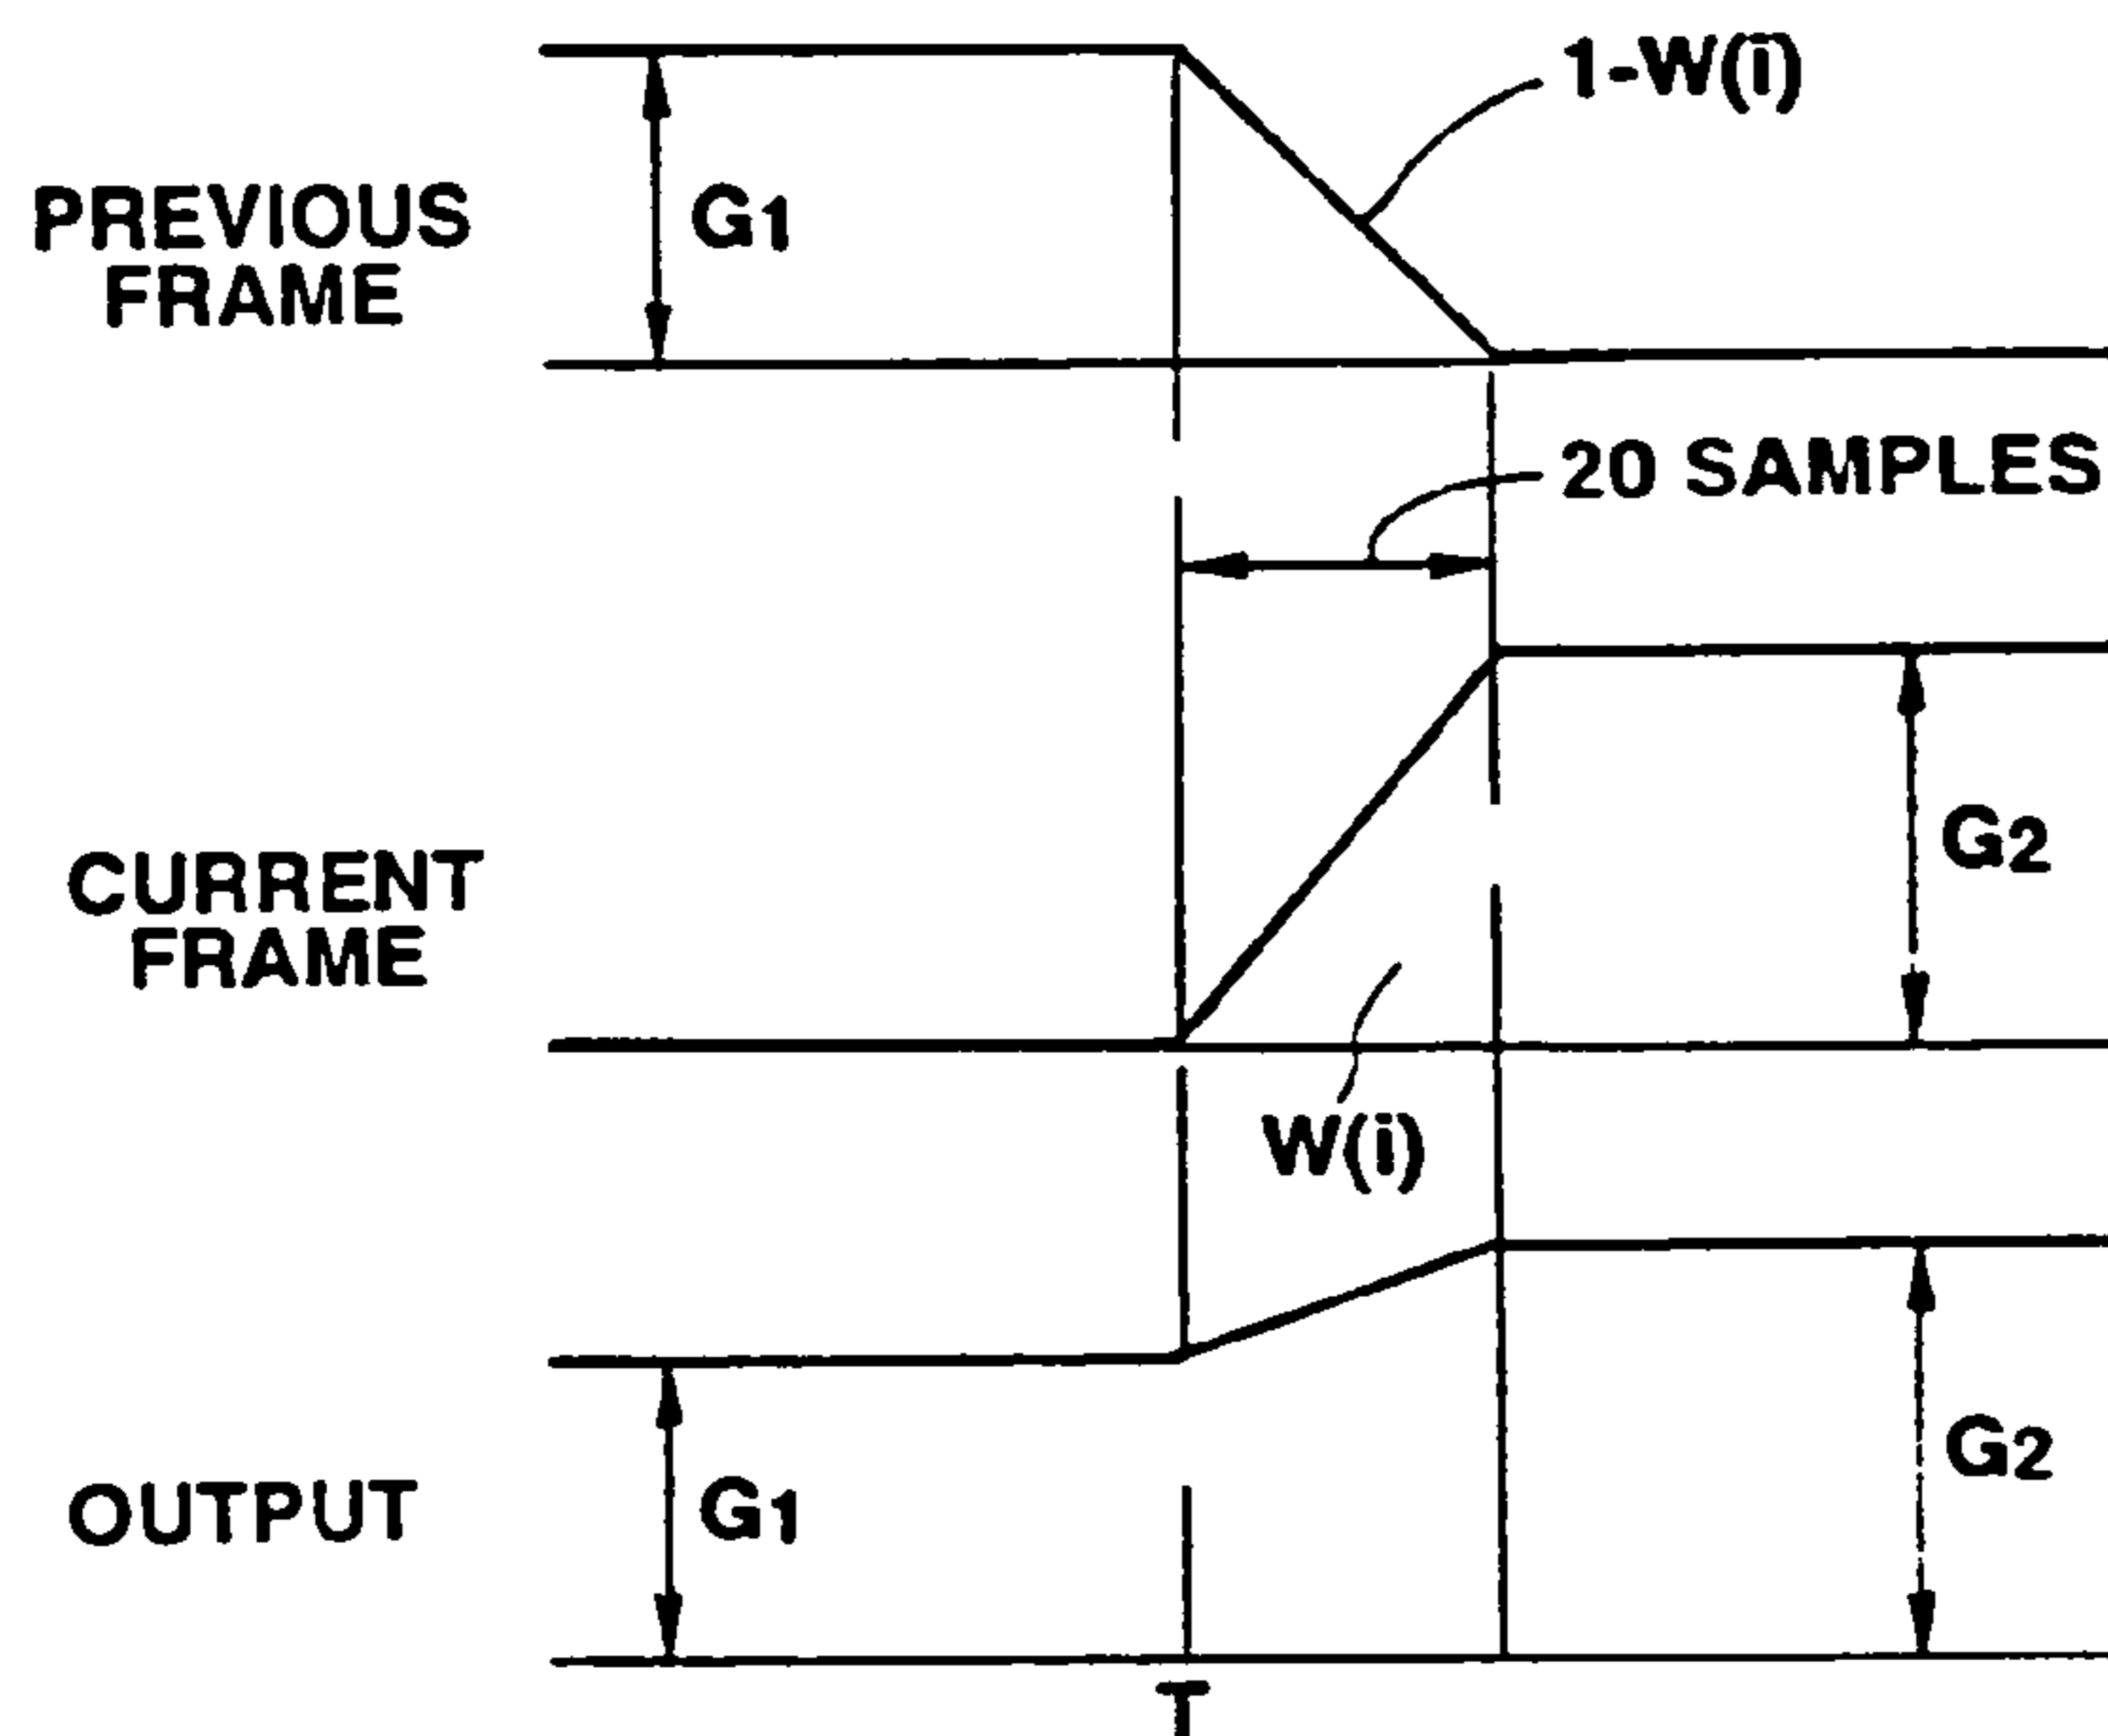 1-W(i)
PREVIOUS
FRAME
G1
20 SAMPLES
CURRENT
FRAME
G2
W(i)
OUTPUT
G1
G2
T